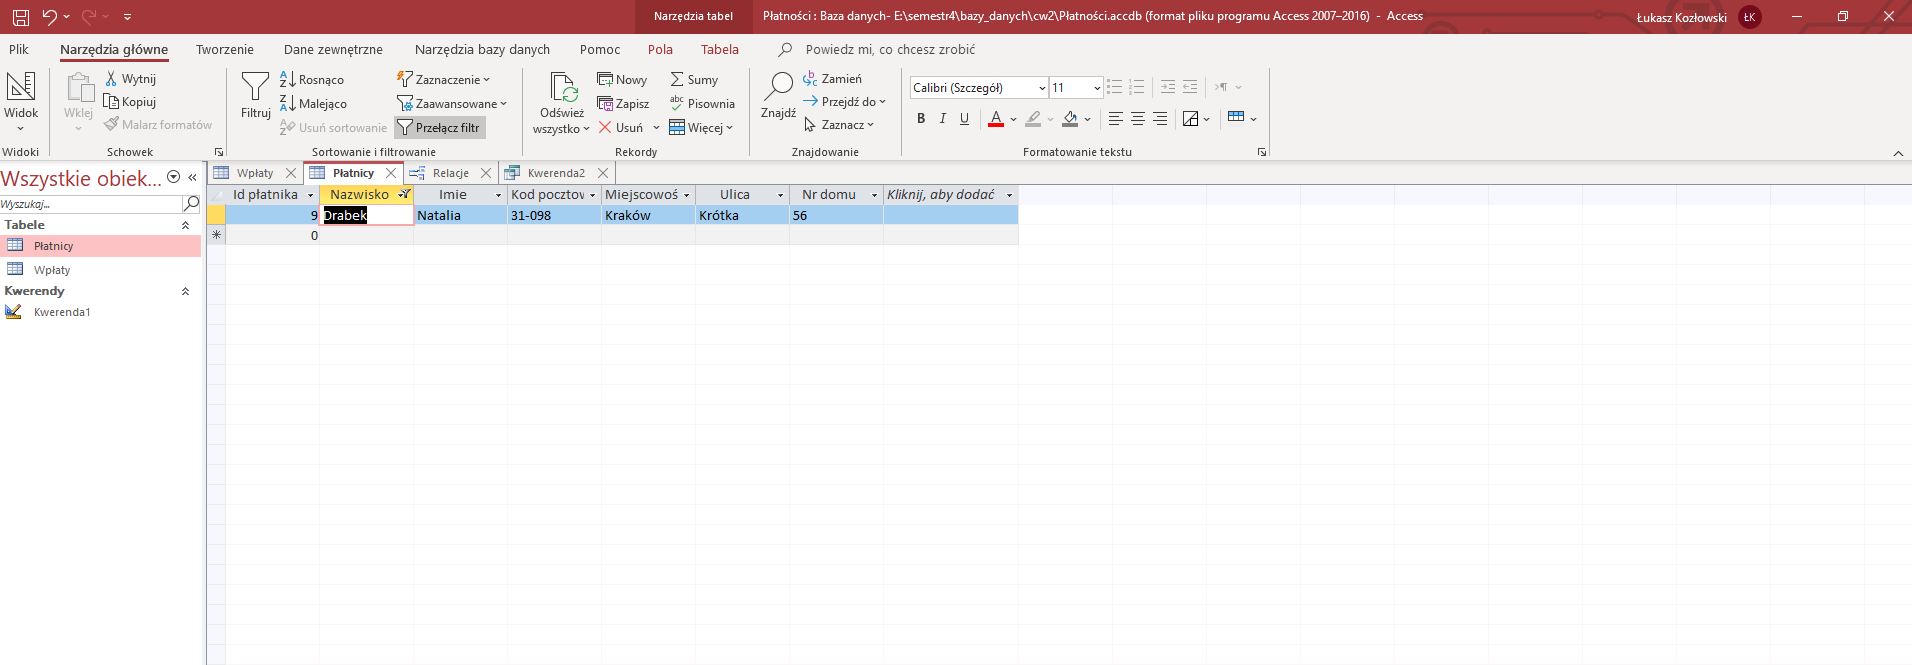 Narzędzia tabel
Płatności : Baza danych- E:\semestr4\bazy_danych\cw2\Płatności.accdb (format pliku programu Access 2007–2016) - Access
Łukasz Kozłowski
ŁK
Plik
Narzędzia główne
Tworzenie
Dane zewnętrzne
Narzędzia bazy danych
Pomoc
Pola
Tabela
Powiedz mi, co chcesz zrobić
Widok
Widoki
Wklej
Wytnij
Kopiuj
Malarz formatów
Schowek
Filtruj
Rosnąco
Malejąco
Usuń sortowanie
Zaznaczenie
Zaawansowane
Przełącz filtr
Sortowanie i filtrowanie
Odśwież
wszystko
Nowy
Zapisz
Usuń
Sumy
Pisownia
Więcej
Rekordy
Znajdź
Zamień
Przejdź do
Zaznacz
Znajdowanie
Calibri (Szczegół)
11
B I U
Formatowanie tekstu
Wszystkie obiek...
Wyszukaj...
Tabele
Płatnicy
Wpłaty
Kwerendy
Kwerenda1
Wpłaty
Płatnicy
Relacje
Kwerenda2
Id płatnika Nazwisko Imie Kod pocztov Miejscowoś Ulica Nr domu Kliknij, aby dodać
9 Drabek Natalia 31-098 Kraków Krótka 56
0